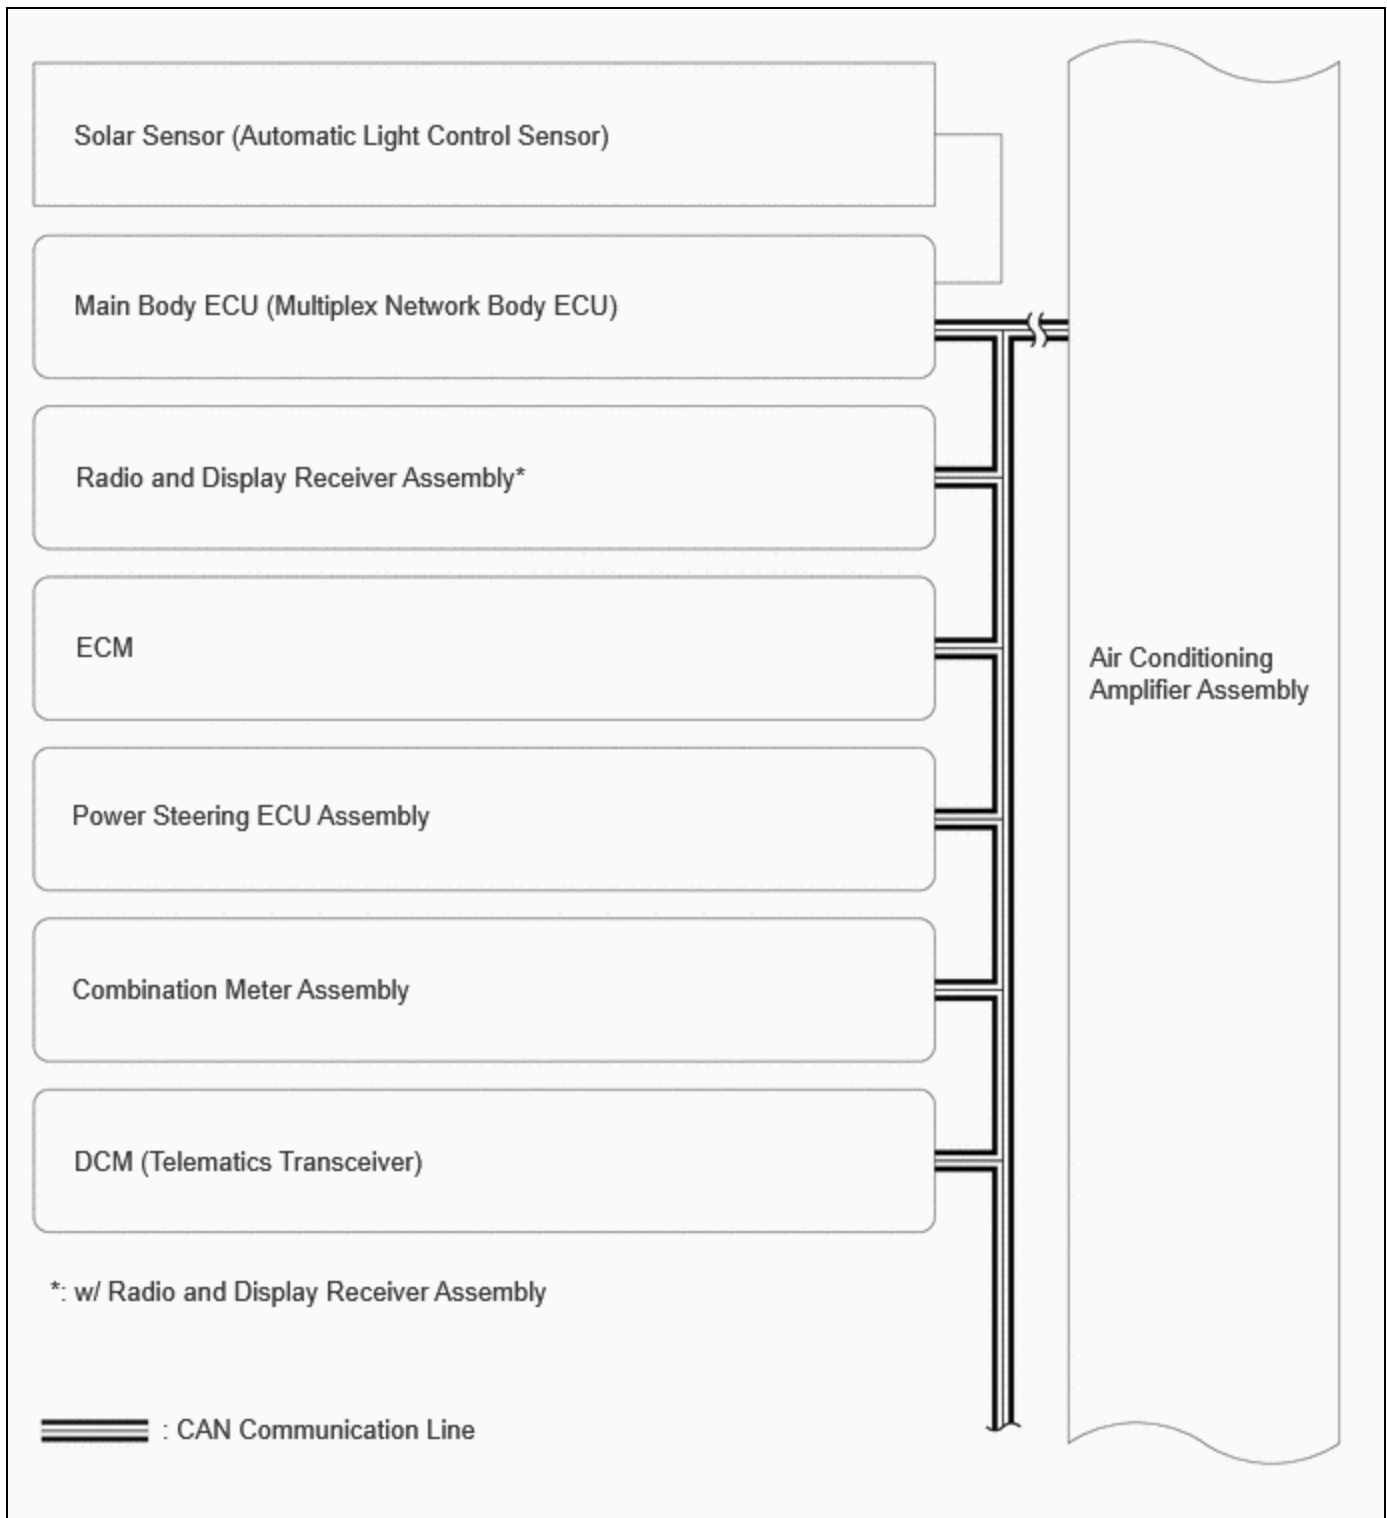 Solar Sensor (Automatic Light Control Sensor)
Main Body ECU (Multiplex Network Body ECU)
Radio and Display Receiver Assembly*
ECM
Air Conditioning
Amplifier Assembly
Power Steering ECU Assembly
Combination Meter Assembly
DCM (Telematics Transceiver)
*: w/ Radio and Display Receiver Assembly
: CAN Communication Line